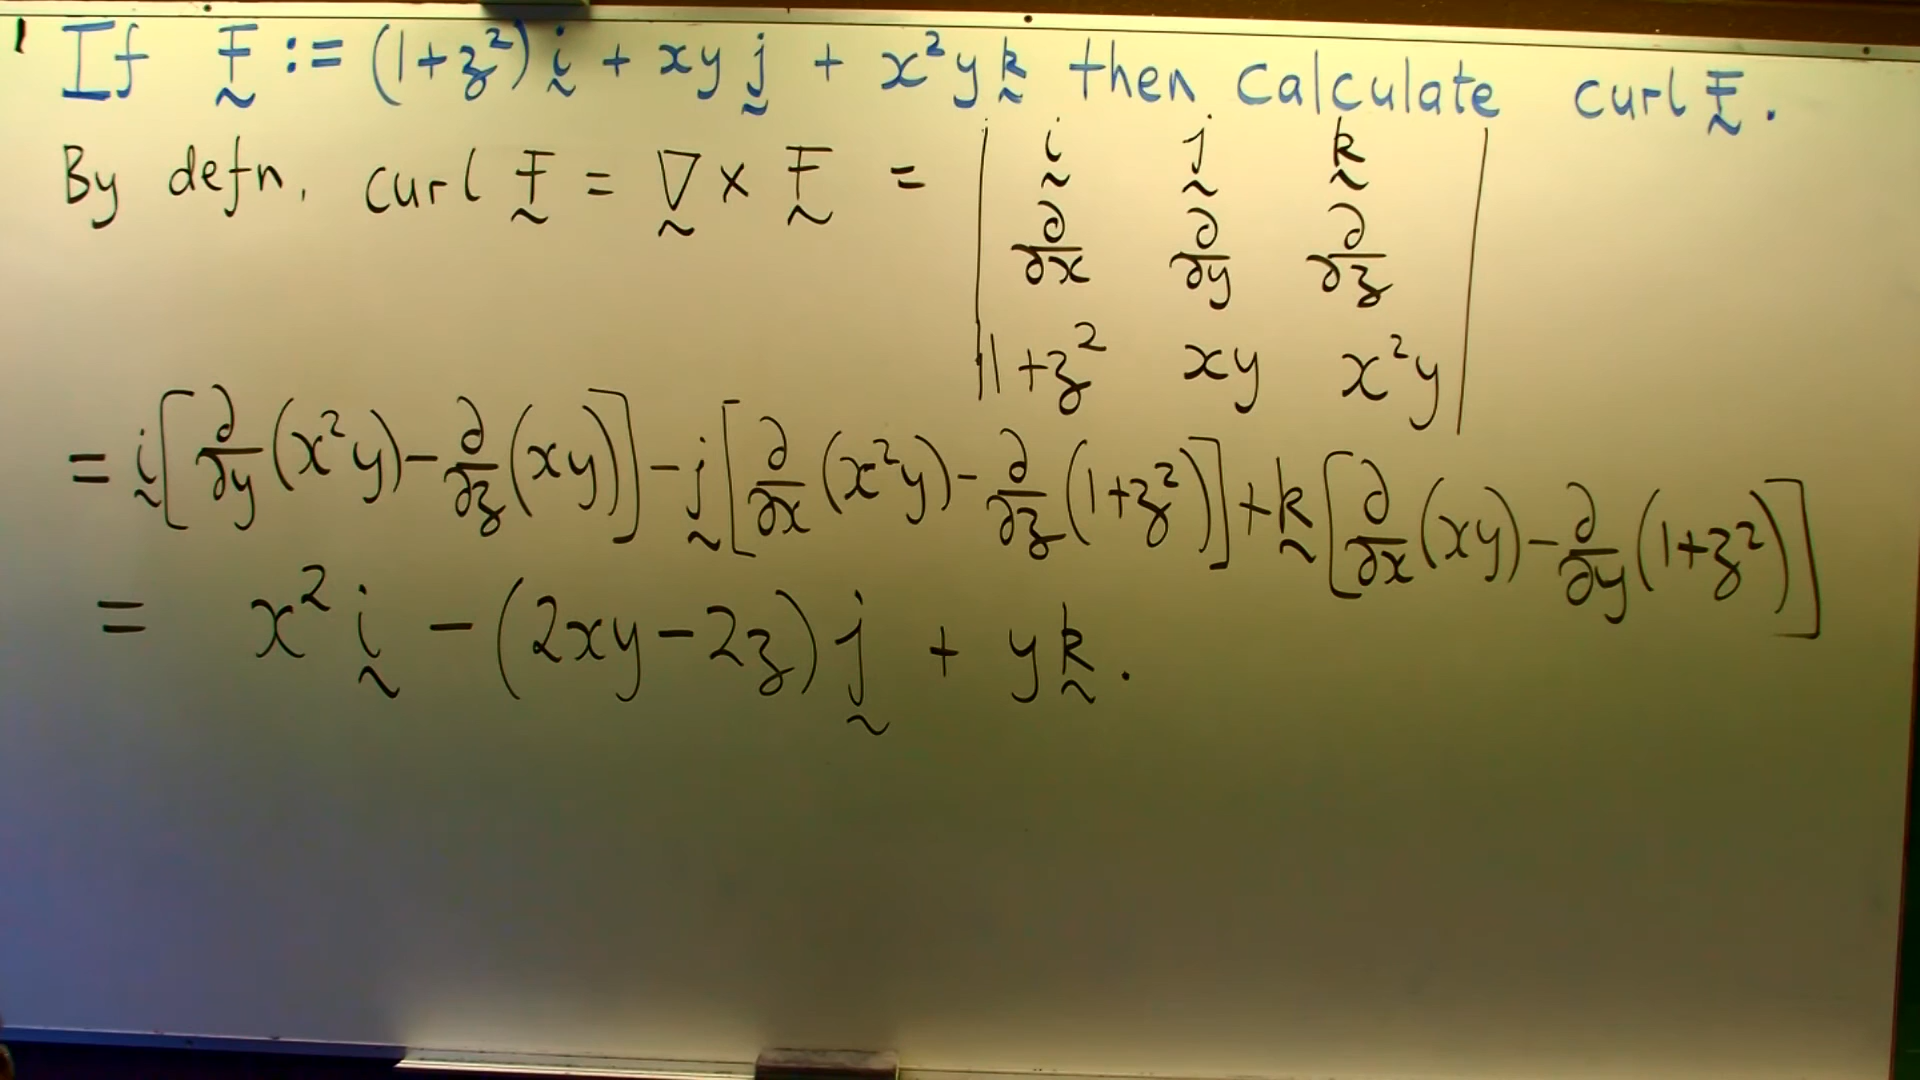 If F̰ := (1+z²)ḭ + xy j̰ + x²y k̰ then calculate curl F̰.
By defn, curl F̰ = ∇̰ × F̰ = | ḭ j̰ k̰ |
| ∂/∂x ∂/∂y ∂/∂z |
| 1+z² xy x²y |
= ḭ[∂/∂y(x²y) - ∂/∂z(xy)] - j̰[∂/∂x(x²y) - ∂/∂z(1+z²)] + k̰[∂/∂x(xy) - ∂/∂y(1+z²)]
= x² ḭ - (2xy - 2z) j̰ + y k̰.